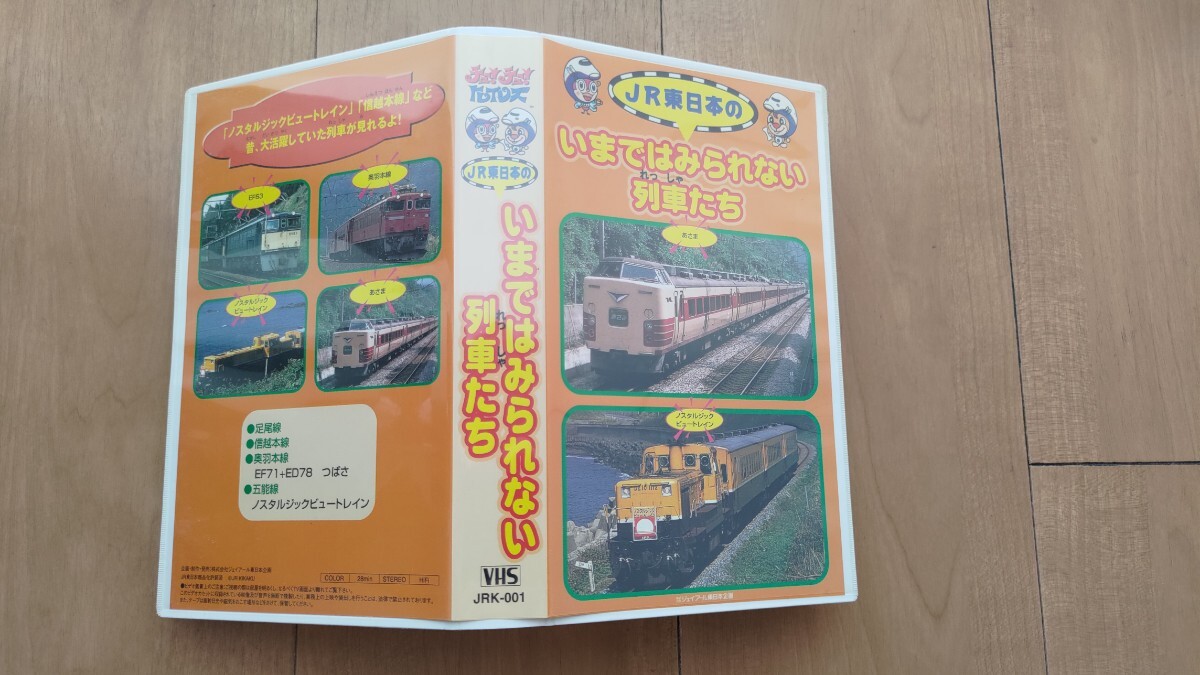 「ノスタルジックビュートレイン」「信越本線」など
昔、大活躍していた列車が見れるよ!
EF63
奥羽本線
ノスタルジック
ビュートレイン
あさま
●足尾線
●信越本線
●奥羽本線
EF71+ED78 つばさ
●五能線
ノスタルジックビュートレイン
COLOR 38min. STEREO HiFi
JR東日本の
いまではみられない
列車たち
れっしゃ
VHS
JRK-001
JR東日本の
いまではみられない
れっしゃ
列車たち
あさま
ノスタルジック
ビュートレイン